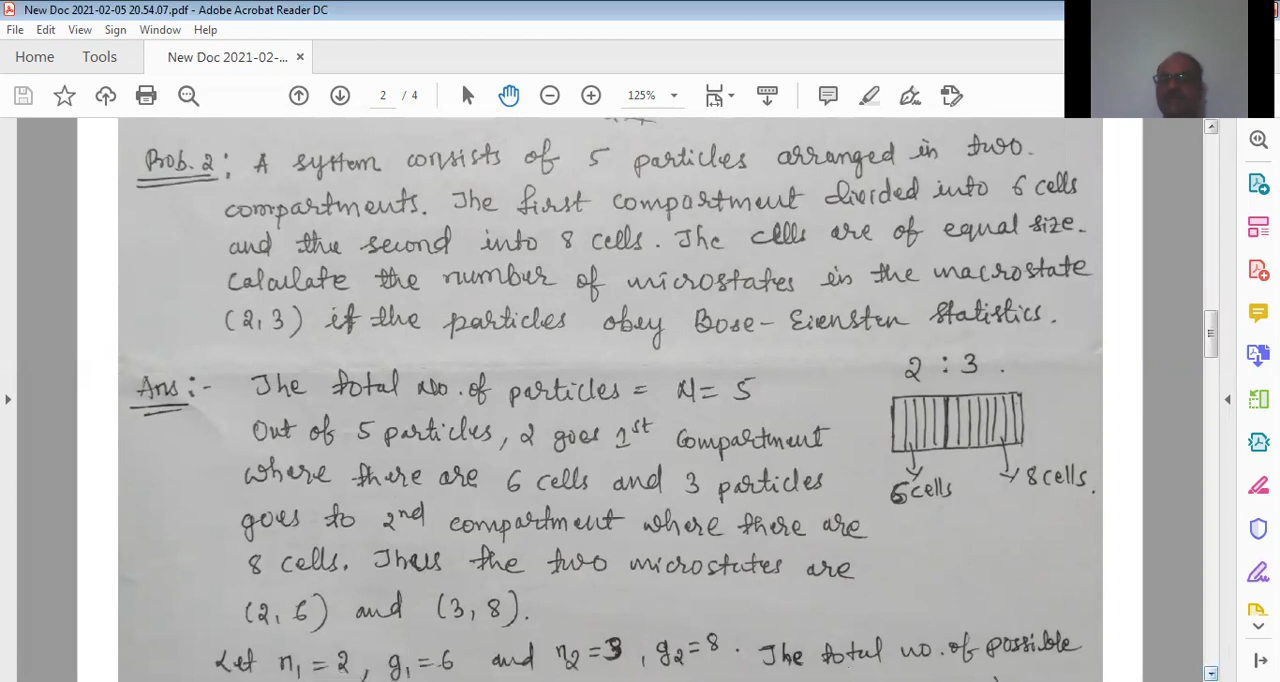 New Doc 2021-02-05 20.54.07.pdf - Adobe Acrobat Reader DC
File Edit View Sign Window Help
Home Tools New Doc 2021-02-... ×
2 / 4 125%
Prob. 2: A system consists of 5 particles arranged in two
compartments. The first compartment divided into 6 cells
and the second into 8 cells. The cells are of equal size.
Calculate the number of microstates in the macrostate
(2,3) if the particles obey Bose-Eiensten Statistics.
2 : 3 .
Ans:- The total No. of particles = N = 5
Out of 5 particles, 2 goes 1st compartment
where there are 6 cells and 3 particles
6 cells 8 cells.
goes to 2nd compartment where there are
8 cells. Thus the two microstates are
(2,6) and (3,8).
Let n1 = 2, g1 = 6 and n2 = 3, g2 = 8. The total no. of possible